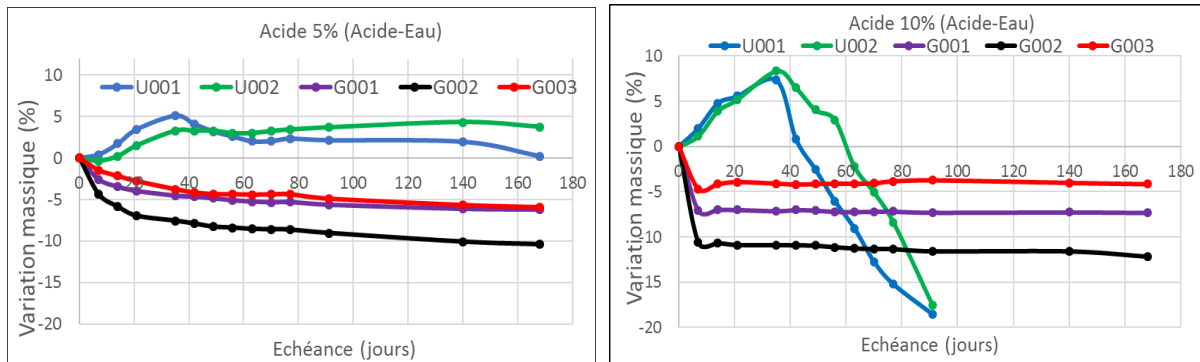 Acide 5% (Acide-Eau)
U001 U002 G001 G002 G003
Variation massique (%)
10
5
0
-5
-10
-15
-20
0 20 40 60 80 100 120 140 160 180
Echéance (jours)
Acide 10% (Acide-Eau)
U001 U002 G001 G002 G003
Variation massique (%)
10
5
0
-5
-10
-15
-20
0 20 40 60 80 100 120 140 160 180
Echéance (jours)